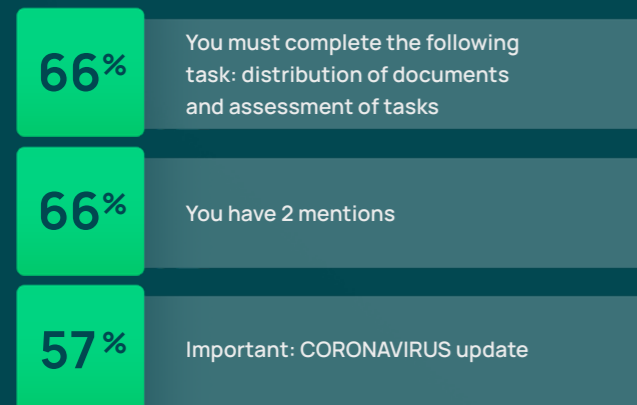 66%
You must complete the following
task: distribution of documents
and assessment of tasks
66%
You have 2 mentions
57%
Important: CORONAVIRUS update